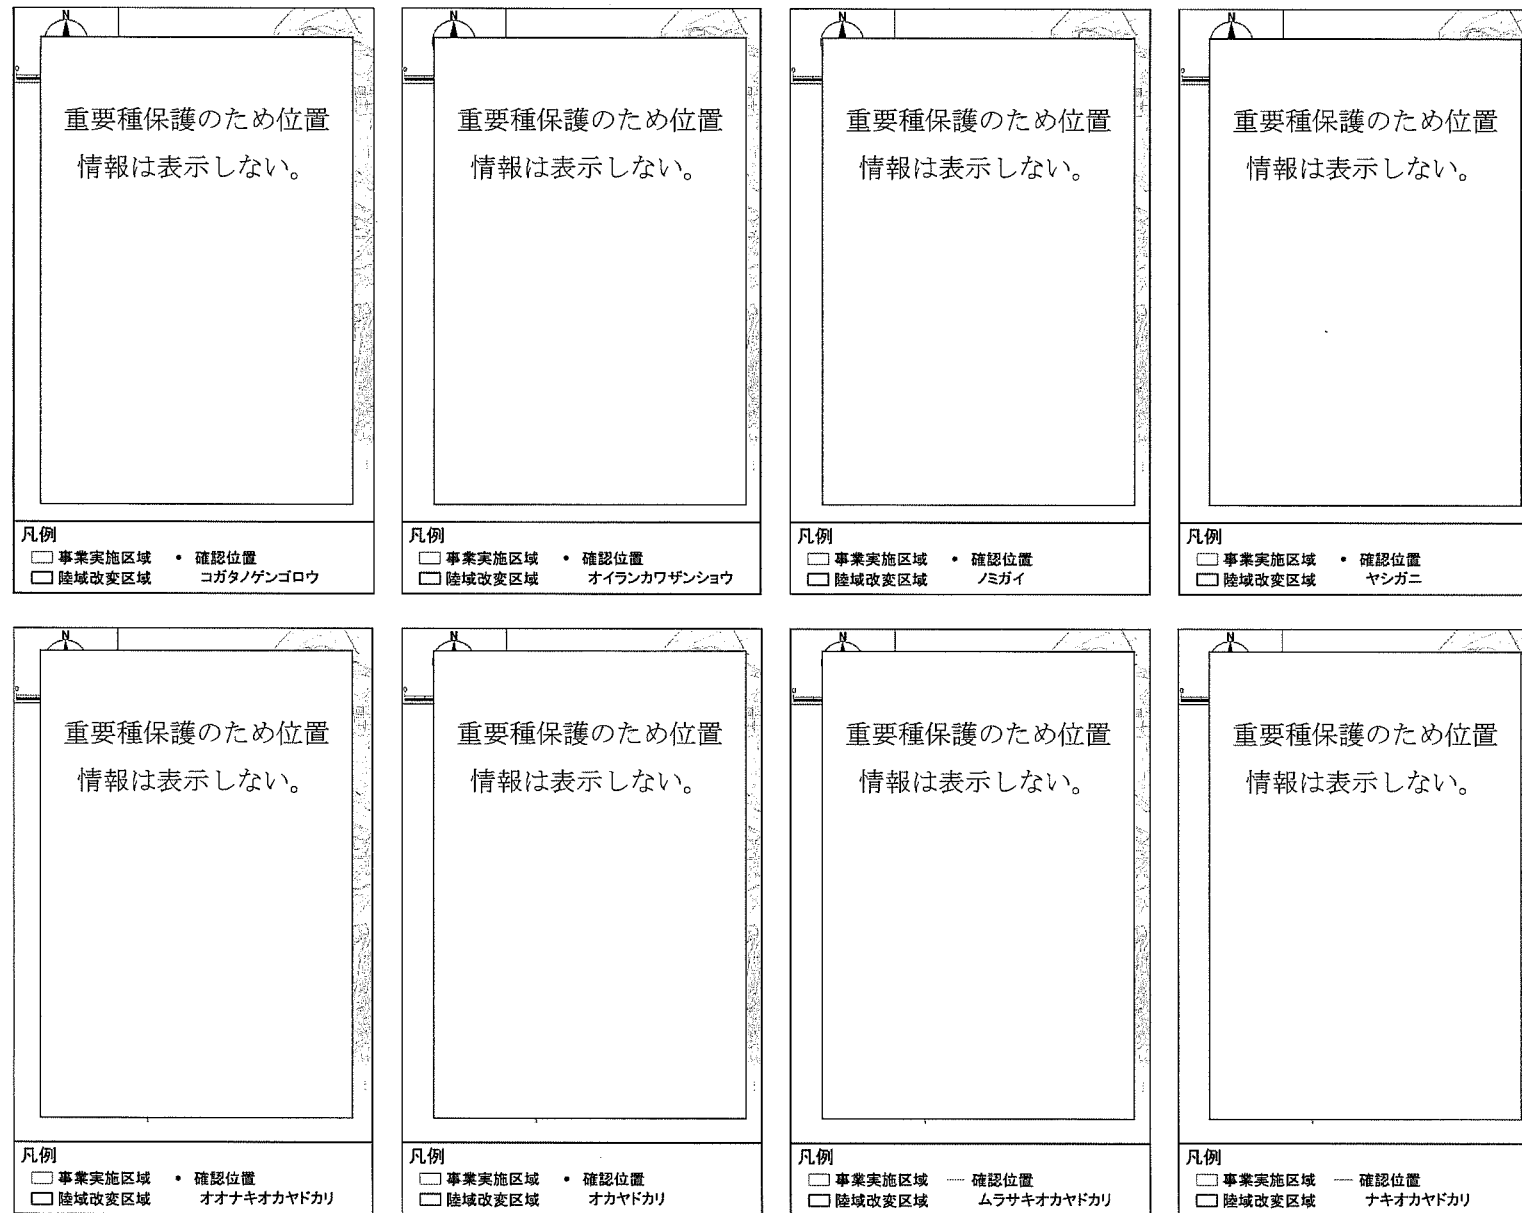 N
重要種保護のため位置
情報は表示しない。
凡例
事業実施区域 ・ 確認位置
陸域改変区域 コガタノゲンゴロウ
N
重要種保護のため位置
情報は表示しない。
凡例
事業実施区域 ・ 確認位置
陸域改変区域 オイランカワザンショウ
N
重要種保護のため位置
情報は表示しない。
凡例
事業実施区域 ・ 確認位置
陸域改変区域 ノミガイ
N
重要種保護のため位置
情報は表示しない。
凡例
事業実施区域 ・ 確認位置
陸域改変区域 ヤシガニ
N
重要種保護のため位置
情報は表示しない。
凡例
事業実施区域 ・ 確認位置
陸域改変区域 オオナキオカヤドカリ
N
重要種保護のため位置
情報は表示しない。
凡例
事業実施区域 ・ 確認位置
陸域改変区域 オカヤドカリ
N
重要種保護のため位置
情報は表示しない。
凡例
事業実施区域 確認位置
陸域改変区域 ムラサキオカヤドカリ
N
重要種保護のため位置
情報は表示しない。
凡例
事業実施区域 確認位置
陸域改変区域 ナキオカヤドカリ